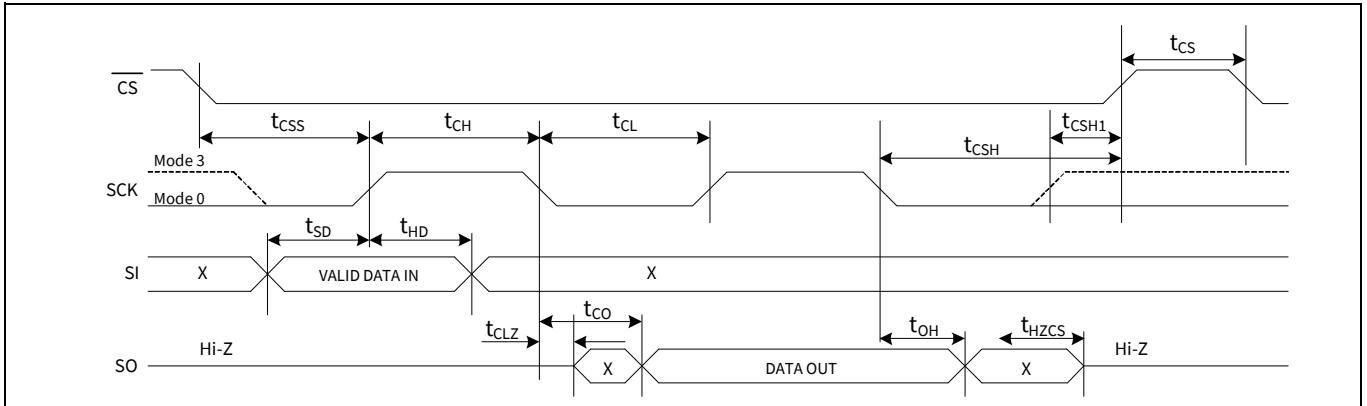 tCS
CS
tCSS tCH tCL tCSH1
tCSH
Mode 3
SCK
Mode 0
tSD tHD
SI X VALID DATA IN X
tCO
tCLZ tOH tHZCS
Hi-Z Hi-Z
SO X DATA OUT X